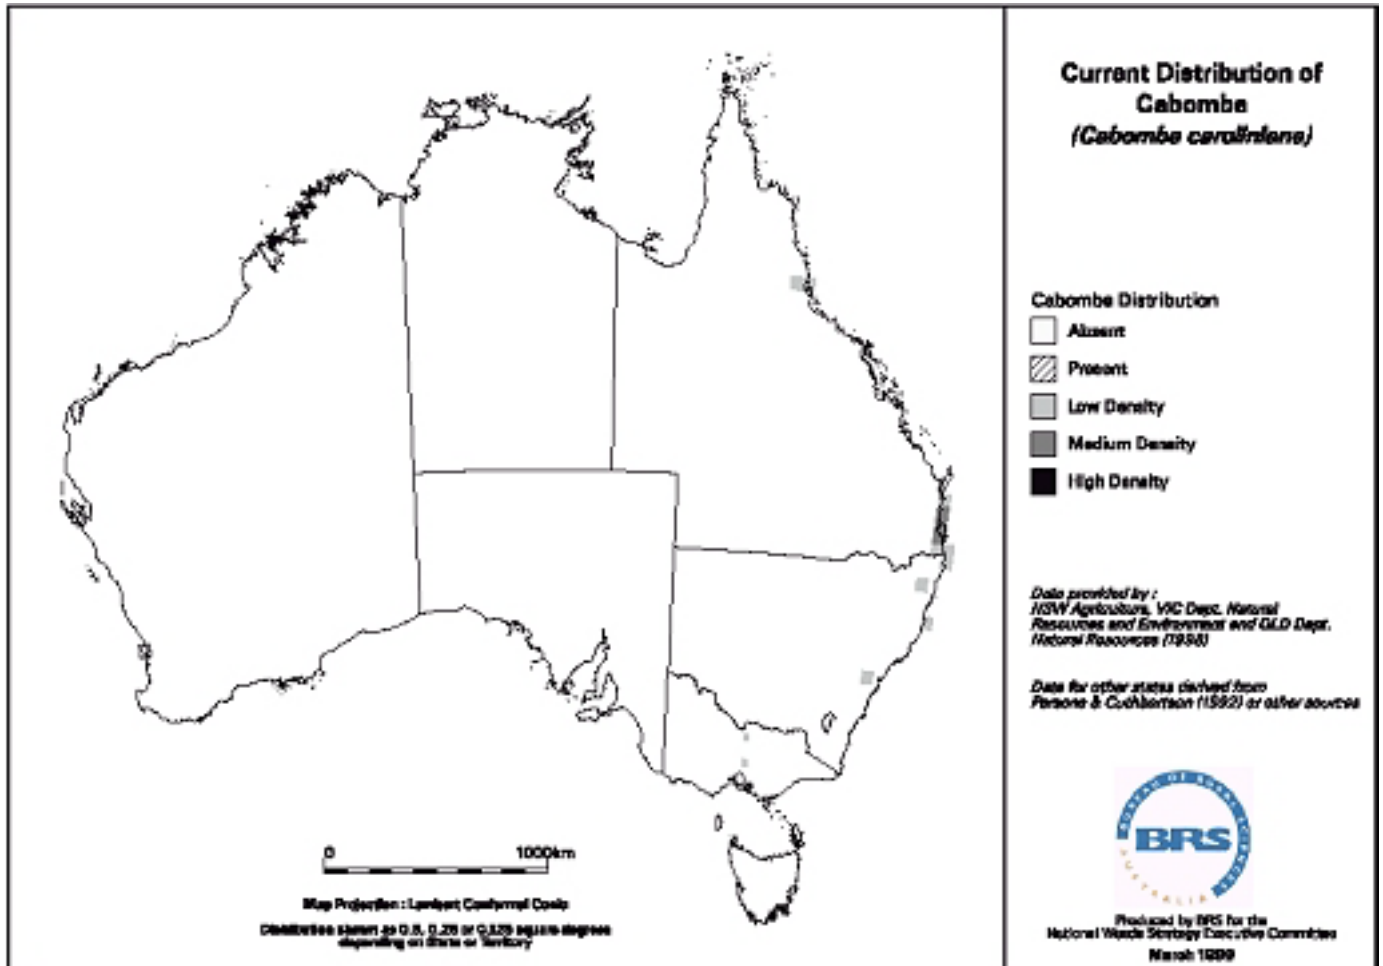 Current Distribution of
Cabomba
(Cabomba caroliniana)
Cabomba Distribution
Absent
Present
Low Density
Medium Density
High Density
Data provided by :
NSW Agriculture, VIC Dept. Natural
Resources and Environment and QLD Dept.
Natural Resources (1998)
Data for other states derived from
Parsons & Cuthbertson (1992) or other sources
0 1000km
Map Projection : Lambert Conformal Conic
Distribution shown as 0.5, 0.25 or 0.125 square degrees
depending on State or Territory
BUREAU OF RURAL SCIENCES
BRS
AUSTRALIA
Produced by BRS for the
National Weeds Strategy Executive Committee
March 1999